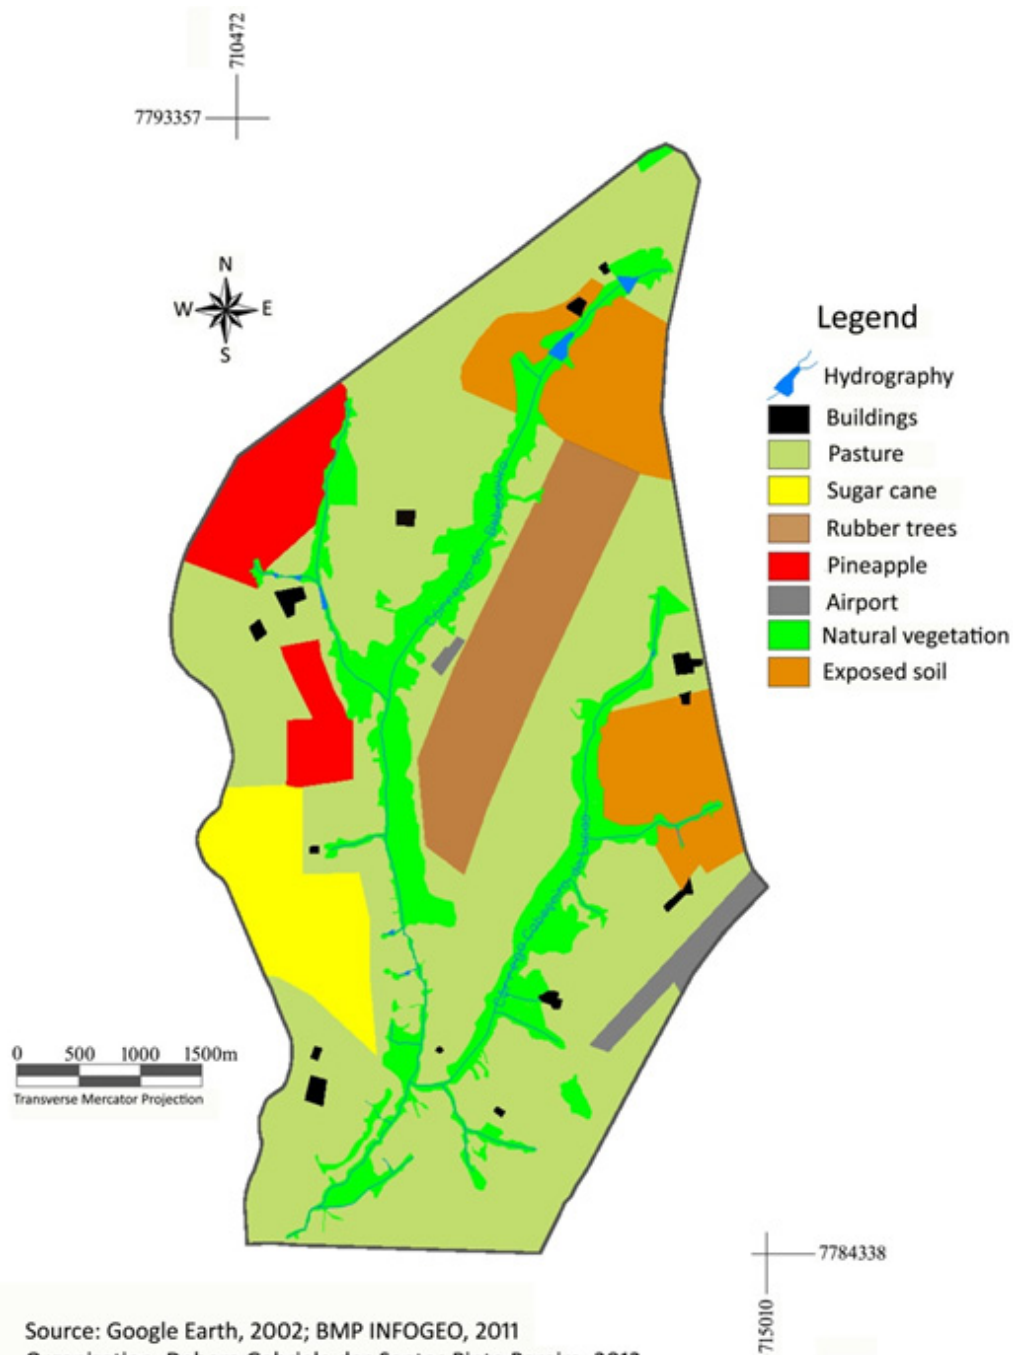 710472
7793357
N
W E
S
Legend
Hydrography
Buildings
Pasture
Sugar cane
Rubber trees
Pineapple
Airport
Natural vegetation
Exposed soil
0 500 1000 1500m
Transverse Mercator Projection
7784338
715010
Source: Google Earth, 2002; BMP INFOGEO, 2011